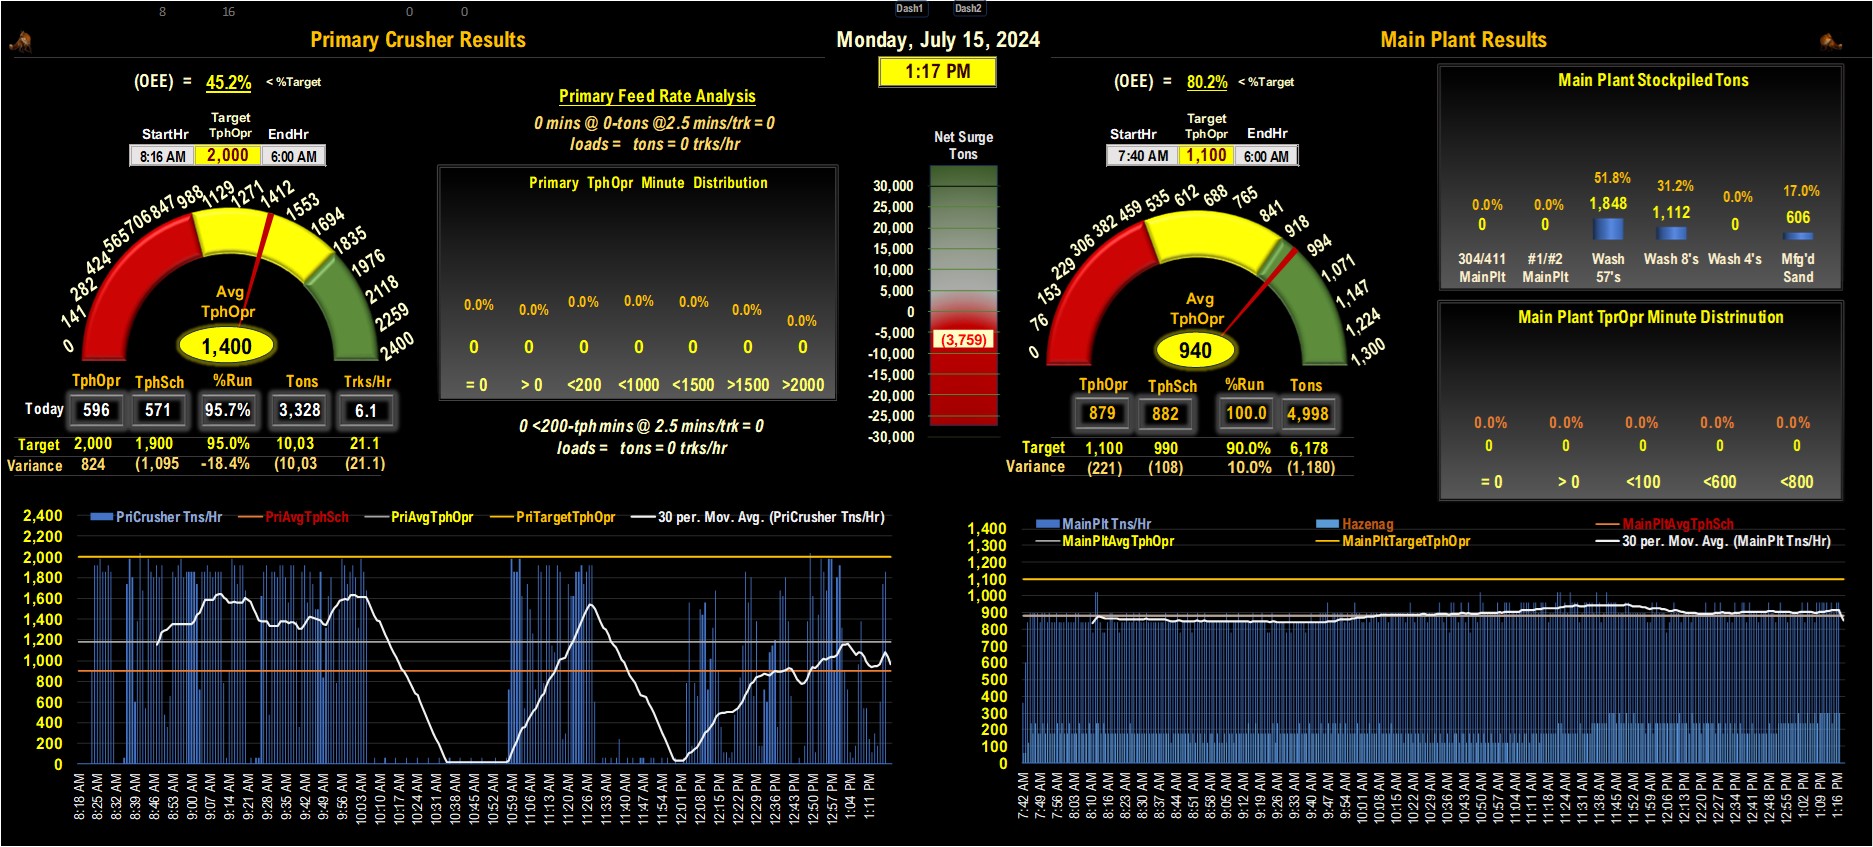 8 16 0 0 Dash1 Dash2
Primary Crusher Results
Monday, July 15, 2024
1:17 PM
Main Plant Results
(OEE) = 45.2% < %Target
Target
StartHr TphOpr EndHr
8:16 AM 2,000 6:00 AM
0 141 282 424 565 706 847 988 1129 1271 1412 1553 1694 1835 1976 2118 2259 2400
Avg
TphOpr
1,400
TphOpr TphSch %Run Tons Trks/Hr
Today 596 571 95.7% 3,328 6.1
Target 2,000 1,900 95.0% 10,03 21.1
Variance 824 (1,095 -18.4% (10,03 (21.1)
Primary Feed Rate Analysis
0 mins @ 0-tons @2.5 mins/trk = 0
loads = tons = 0 trks/hr
Primary TphOpr Minute Distribution
0.0% 0.0% 0.0% 0.0% 0.0% 0.0% 0.0%
0 0 0 0 0 0 0
= 0 > 0 <200 <1000 <1500 >1500 >2000
0 <200-tph mins @ 2.5 mins/trk = 0
loads = tons = 0 trks/hr
Net Surge
Tons
30,000
25,000
20,000
15,000
10,000
5,000
0
-5,000
(3,759)
-10,000
-15,000
-20,000
-25,000
-30,000
(OEE) = 80.2% < %Target
Target
StartHr TphOpr EndHr
7:40 AM 1,100 6:00 AM
0 76 153 229 306 382 459 535 612 688 765 841 918 994 1,071 1,147 1,224 1,300
Avg
TphOpr
940
TphOpr TphSch %Run Tons
879 882 100.0 4,998
Target 1,100 990 90.0% 6,178
Variance (221) (108) 10.0% (1,180)
Main Plant Stockpiled Tons
0.0% 0.0% 51.8% 31.2% 0.0% 17.0%
0 0 1,848 1,112 0 606
304/411 #1/#2 Wash Wash 8's Wash 4's Mfg'd
MainPlt MainPlt 57's Sand
Main Plant TprOpr Minute Distrinution
0.0% 0.0% 0.0% 0.0% 0.0%
0 0 0 0 0
= 0 > 0 <100 <600 <800
PriCrusher Tns/Hr PriAvgTphSch PriAvgTphOpr PriTargetTphOpr 30 per. Mov. Avg. (PriCrusher Tns/Hr)
2,400
2,200
2,000
1,800
1,600
1,400
1,200
1,000
800
600
400
200
0
8:18 AM 8:25 AM 8:32 AM 8:39 AM 8:46 AM 8:53 AM 9:00 AM 9:07 AM 9:14 AM 9:21 AM 9:28 AM 9:35 AM 9:42 AM 9:49 AM 9:56 AM 10:03 AM 10:10 AM 10:17 AM 10:24 AM 10:31 AM 10:38 AM 10:45 AM 10:52 AM 10:59 AM 11:06 AM 11:13 AM 11:20 AM 11:26 AM 11:33 AM 11:40 AM 11:47 AM 11:54 AM 12:01 PM 12:08 PM 12:15 PM 12:22 PM 12:29 PM 12:36 PM 12:43 PM 12:50 PM 12:57 PM 1:04 PM 1:11 PM
MainPlt Tns/Hr Hazenag MainPltAvgTphSch
MainPltAvgTphOpr MainPltTargetTphOpr 30 per. Mov. Avg. (MainPlt Tns/Hr)
1,400
1,300
1,200
1,100
1,000
900
800
700
600
500
400
300
200
100
0
7:42 AM 7:49 AM 7:56 AM 8:03 AM 8:10 AM 8:16 AM 8:23 AM 8:30 AM 8:37 AM 8:44 AM 8:51 AM 8:58 AM 9:05 AM 9:12 AM 9:19 AM 9:26 AM 9:33 AM 9:40 AM 9:47 AM 9:54 AM 10:01 AM 10:08 AM 10:15 AM 10:22 AM 10:29 AM 10:36 AM 10:43 AM 10:50 AM 10:57 AM 11:04 AM 11:11 AM 11:18 AM 11:24 AM 11:31 AM 11:38 AM 11:45 AM 11:52 AM 11:59 AM 12:06 PM 12:13 PM 12:20 PM 12:27 PM 12:34 PM 12:41 PM 12:48 PM 12:55 PM 1:02 PM 1:09 PM 1:16 PM